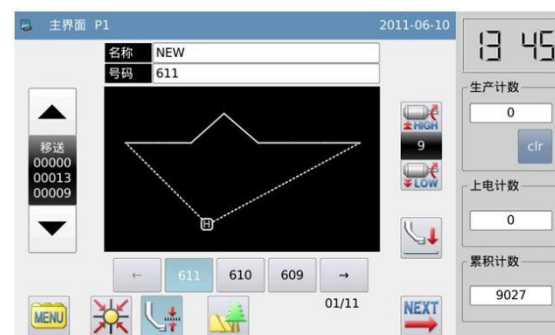 主界面 P1 2011-06-10
13 45
名称 NEW
号码 611
移送
00000
00013
00009
H
HIGH
9
LOW
← 611 610 609 →
01/11
MENU
NEXT
生产计数
0
clr
上电计数
0
累积计数
9027